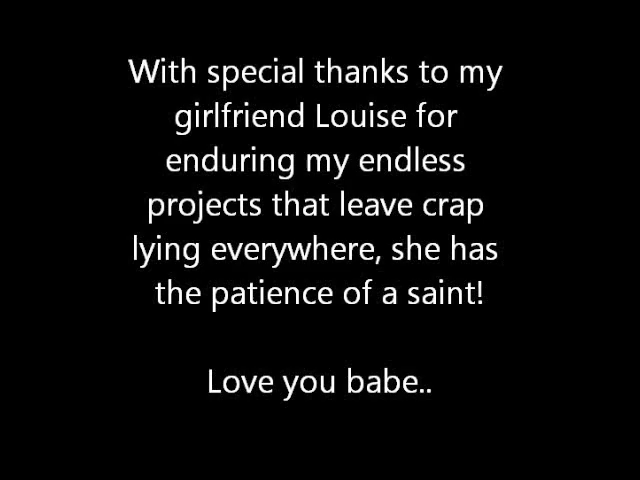 With special thanks to my
girlfriend Louise for
enduring my endless
projects that leave crap
lying everywhere, she has
the patience of a saint!
Love you babe..